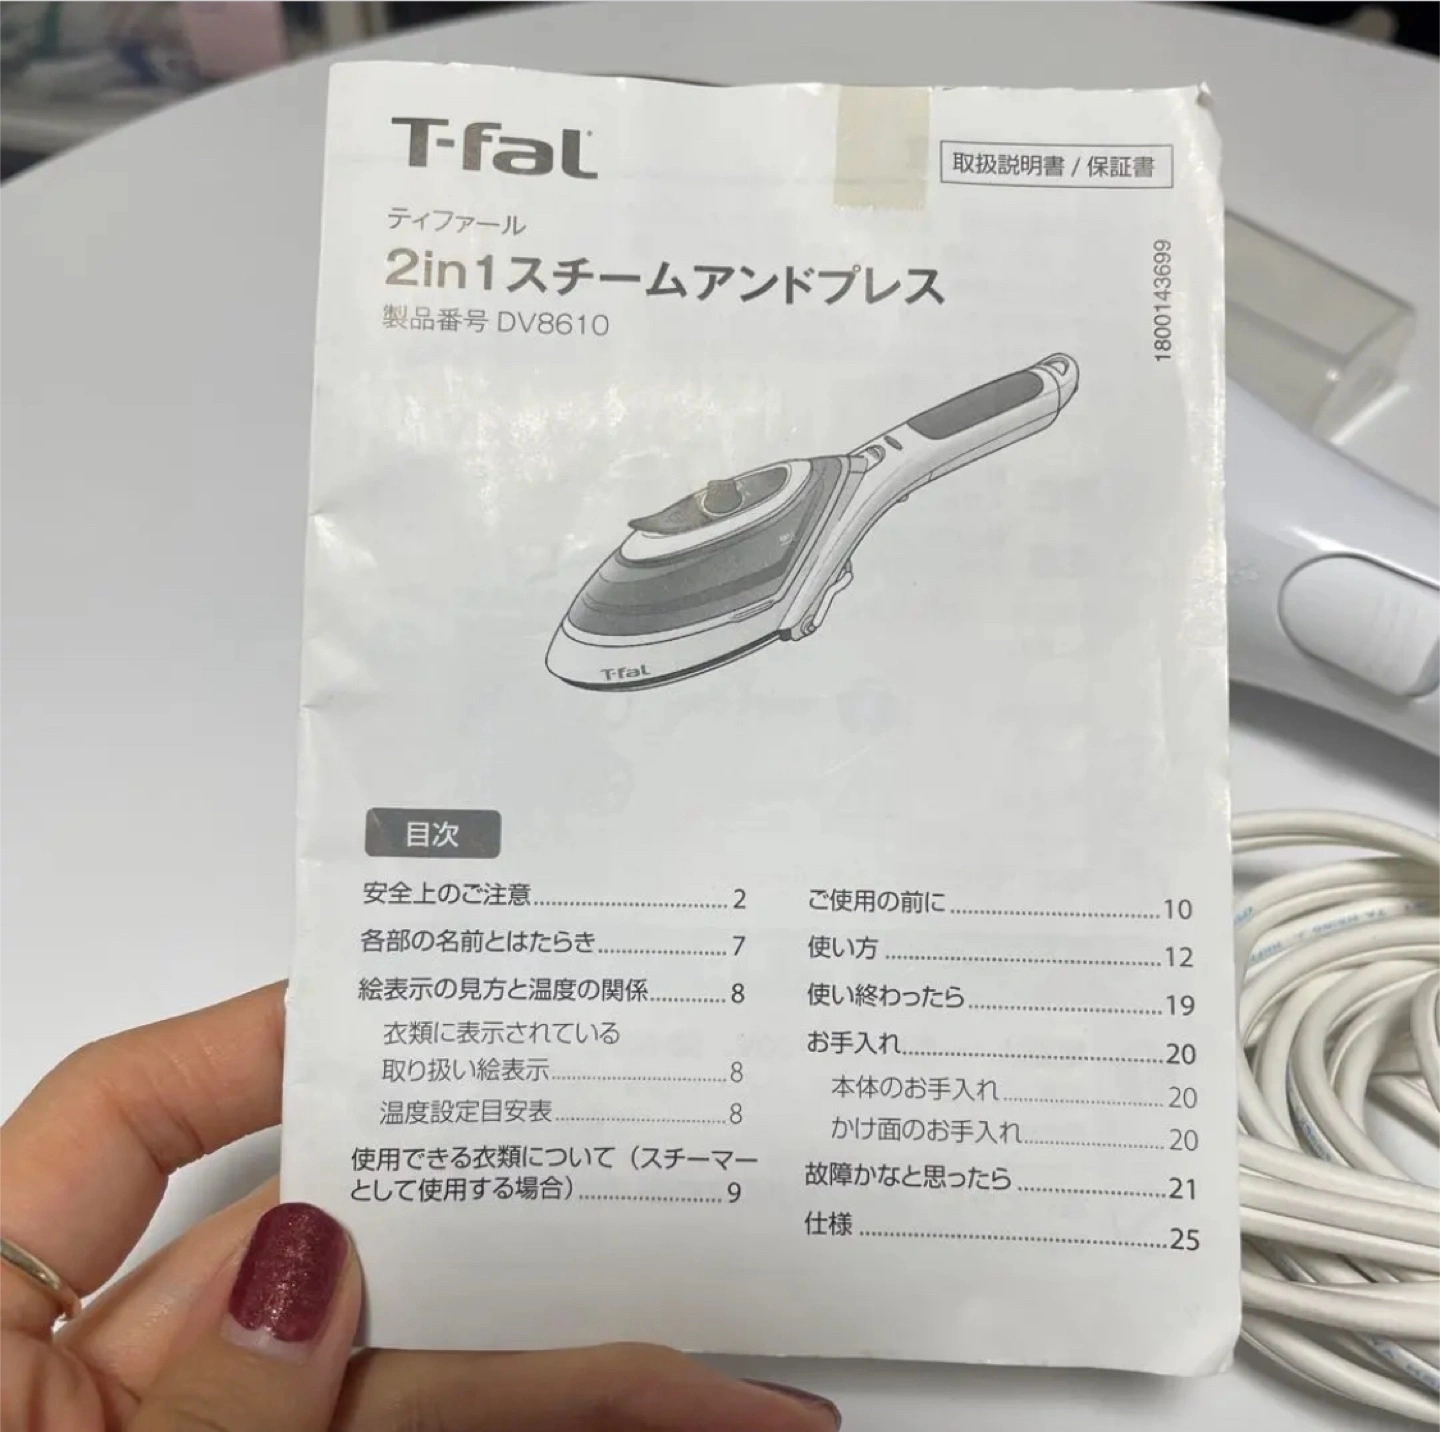 T-fal
取扱説明書 / 保証書
ティファール
2in1スチームアンドプレス
製品番号 DV8610
1800143699
T-fal
目次
安全上のご注意 2
各部の名前とはたらき 7
絵表示の見方と温度の関係 8
衣類に表示されている
取り扱い絵表示 8
温度設定目安表 8
使用できる衣類について（スチーマー
として使用する場合） 9
ご使用の前に 10
使い方 12
使い終わったら 19
お手入れ 20
本体のお手入れ 20
かけ面のお手入れ 20
故障かなと思ったら 21
仕様 25